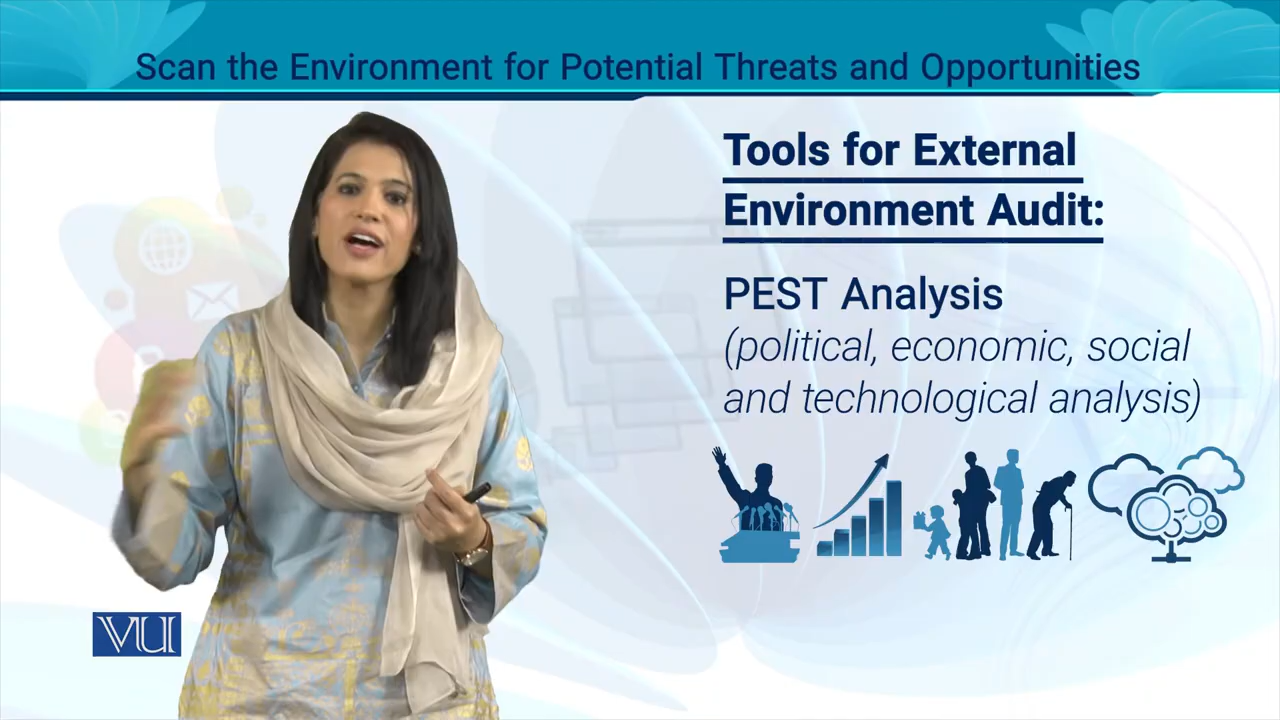 Scan the Environment for Potential Threats and Opportunities
Tools for External
Environment Audit:
PEST Analysis
(political, economic, social
and technological analysis)
VU